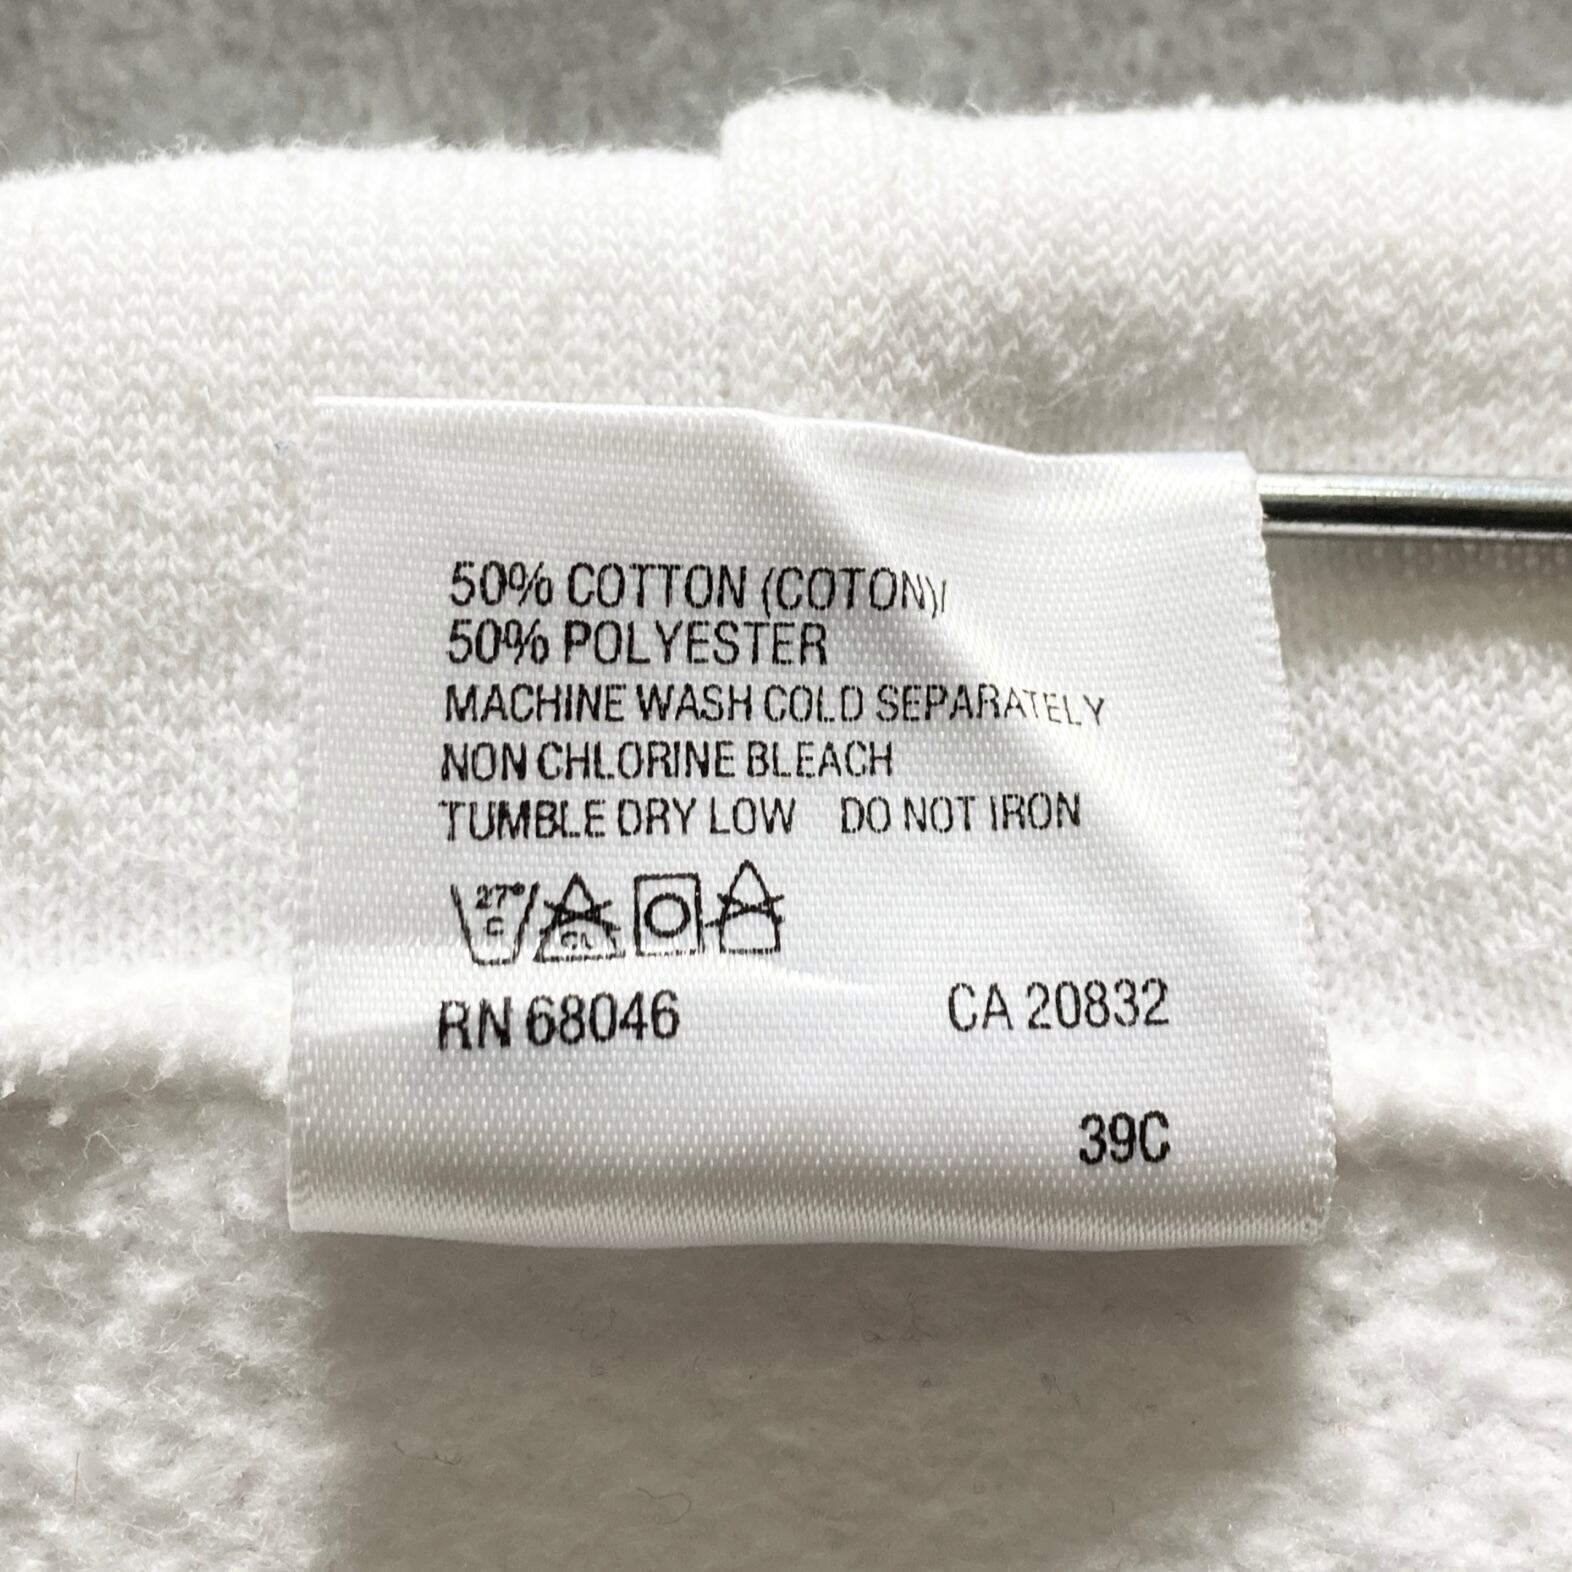 50% COTTON (COTON)/
50% POLYESTER
MACHINE WASH COLD SEPARATELY
NON CHLORINE BLEACH
TUMBLE DRY LOW DO NOT IRON
27°
C CL
RN 68046 CA 20832
39C